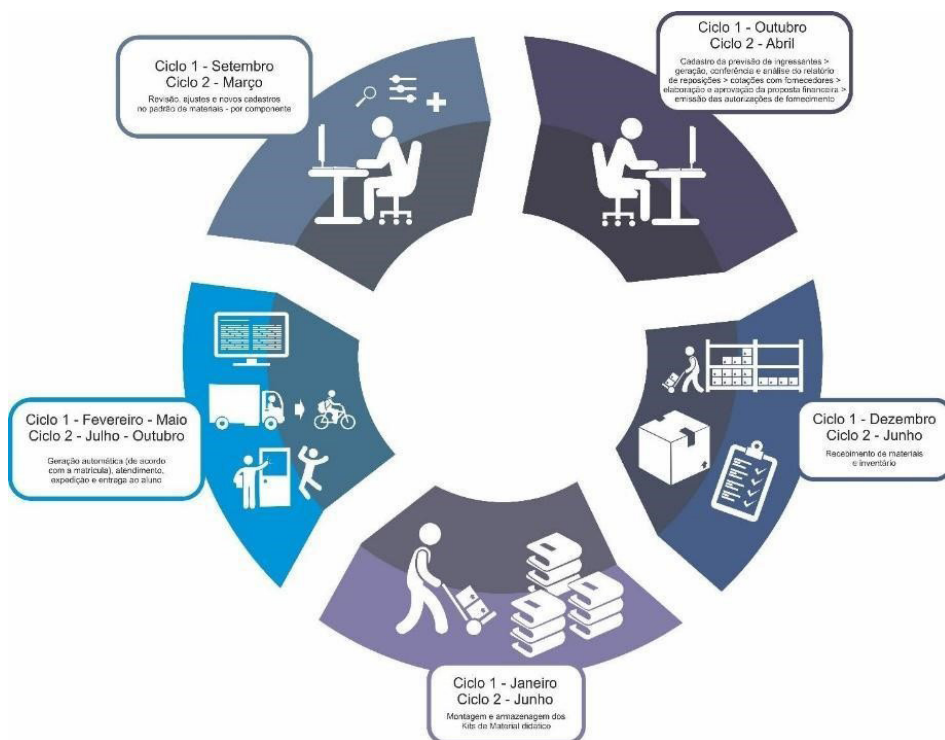 Ciclo 1 - Setembro
Ciclo 2 - Março
Revisão, ajustes e novos cadastros
no padrão de materiais - por componente
Ciclo 1 - Outubro
Ciclo 2 - Abril
Cadastro da previsão de ingressantes >
geração, conferência e análise do relatório
de reposições > cotações com fornecedores >
elaboração e aprovação da proposta financeira >
emissão das autorizações de fornecimento
Ciclo 1 - Dezembro
Ciclo 2 - Junho
Recebimento de materiais
e inventário
Ciclo 1 - Janeiro
Ciclo 2 - Junho
Montagem e armazenagem dos
Kits de Material didático
Ciclo 1 - Fevereiro - Maio
Ciclo 2 - Julho - Outubro
Geração automática (de acordo
com a matrícula), atendimento,
expedição e entrega ao aluno